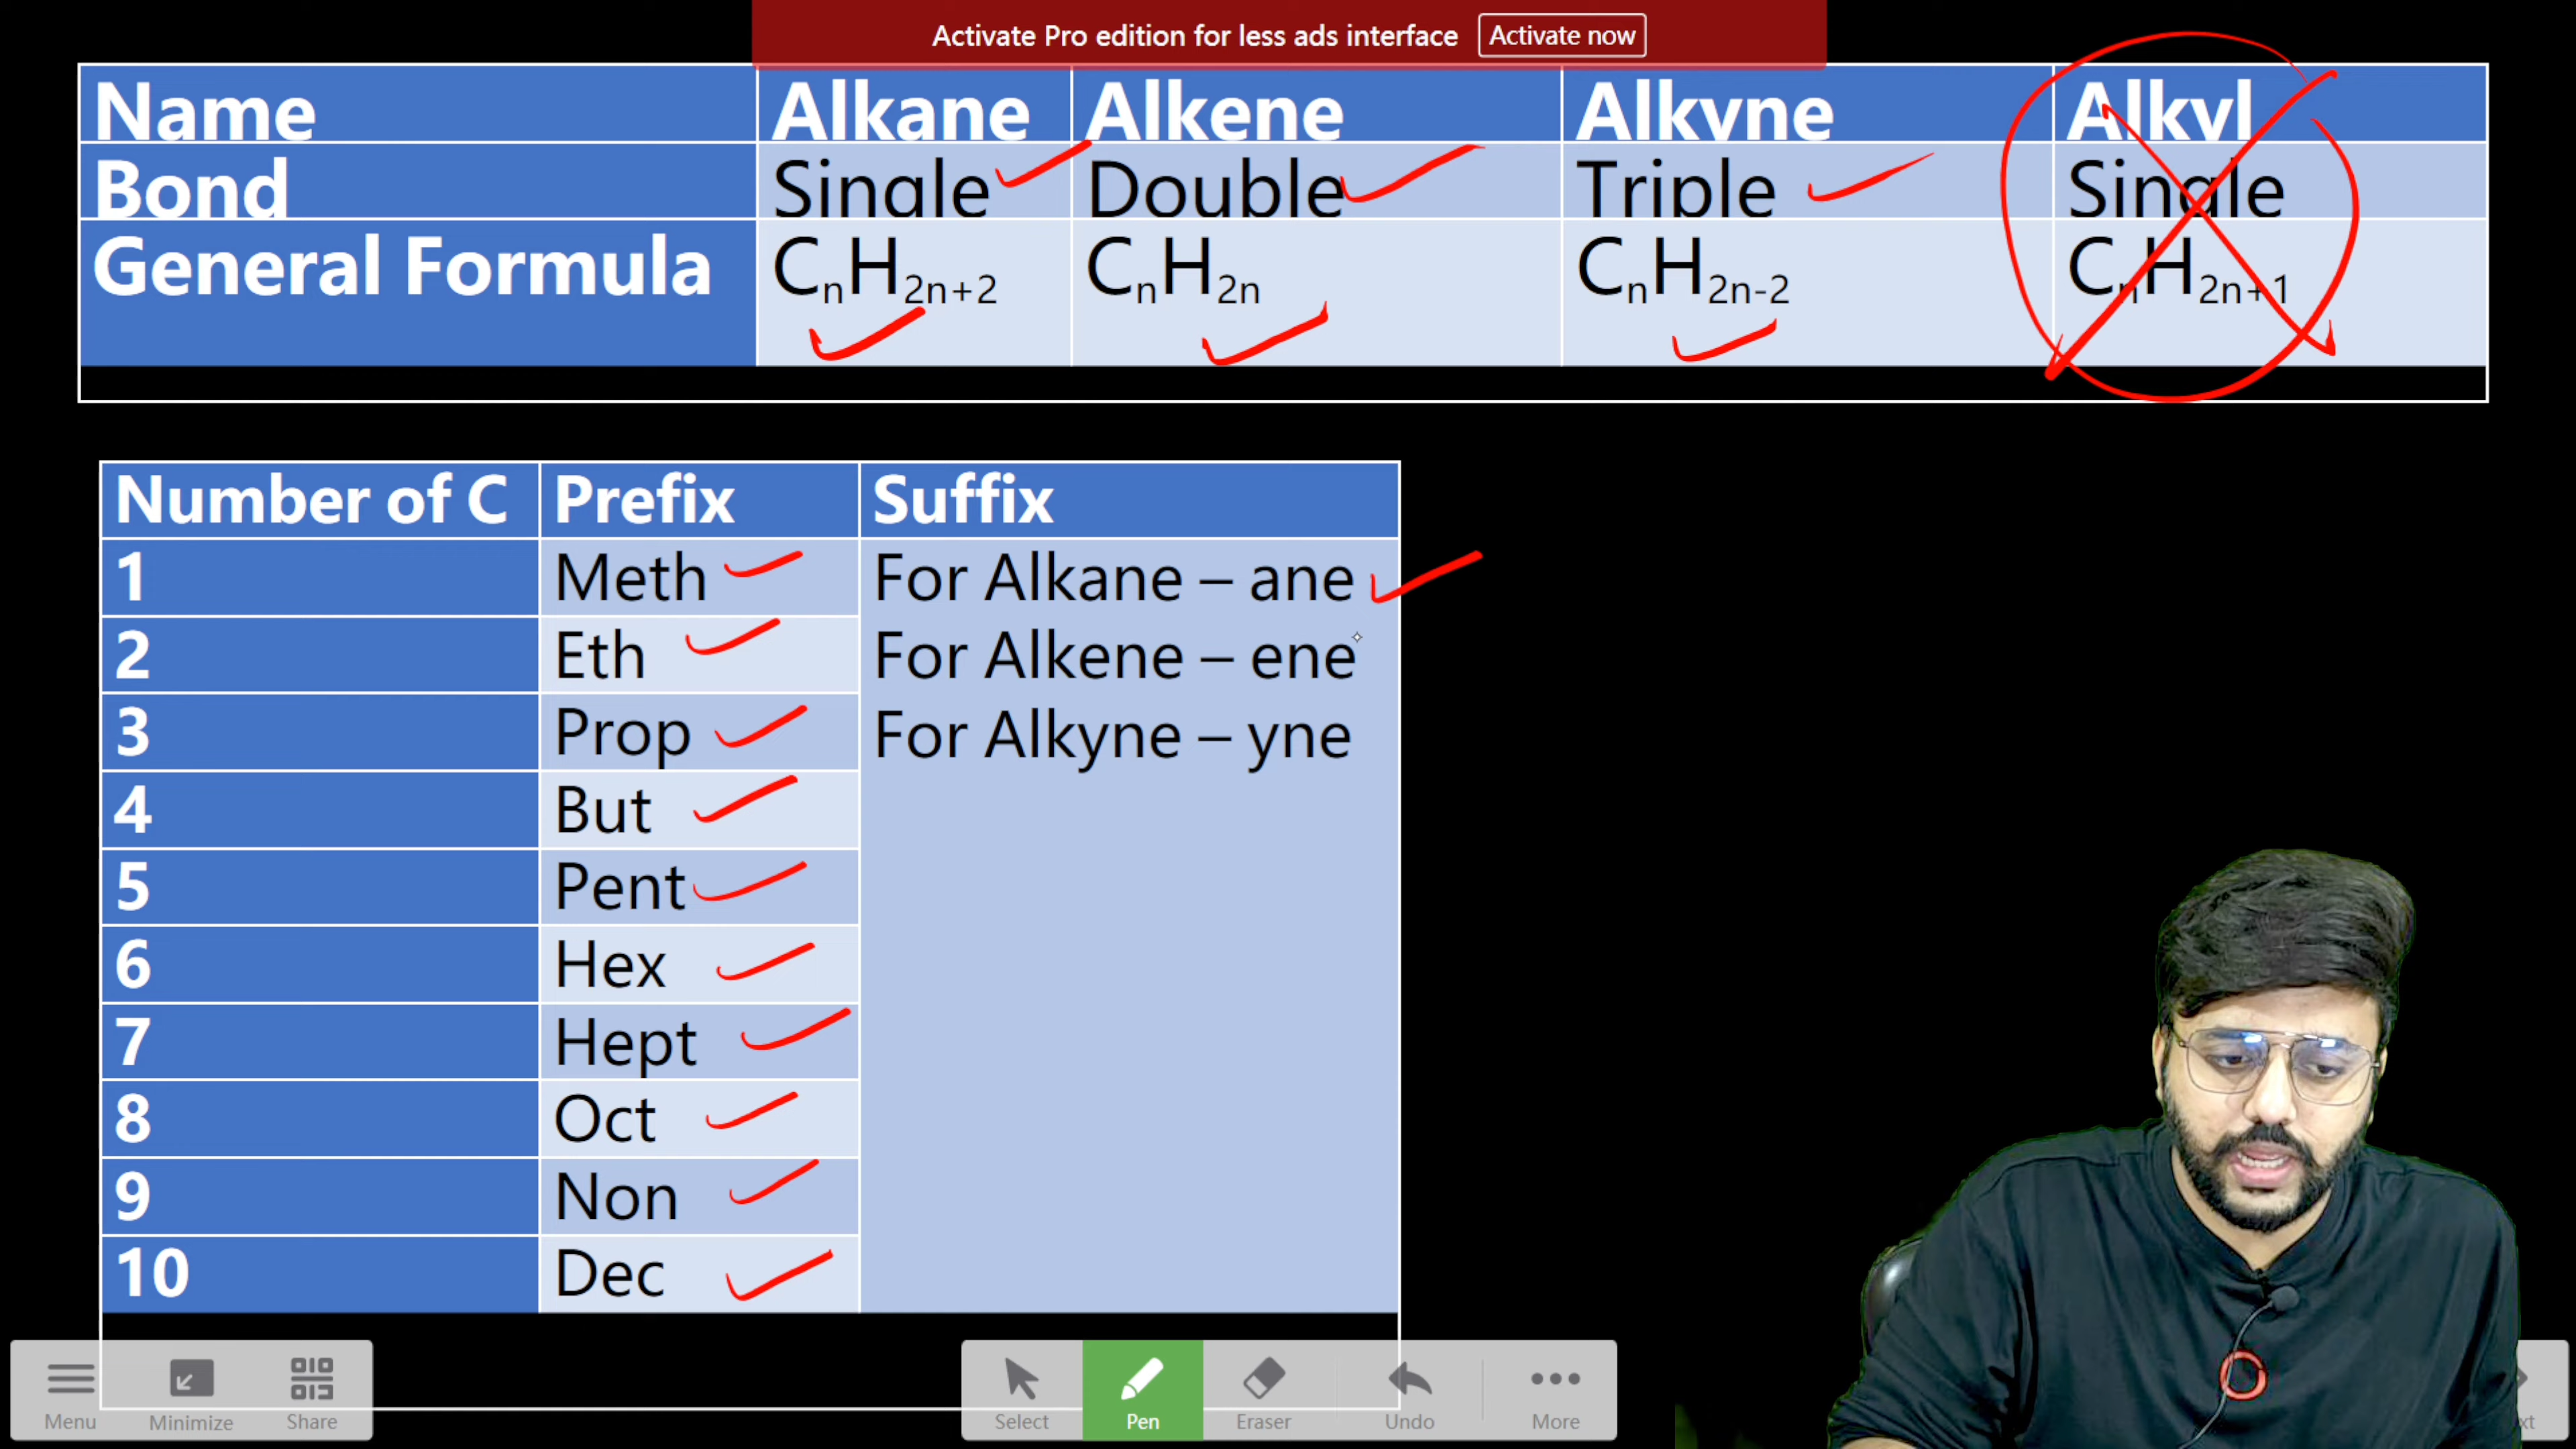 Activate Pro edition for less ads interface Activate now
Name Alkane Alkene Alkyne Alkyl
Bond Single Double Triple Single
General Formula CₙH₂ₙ₊₂ CₙH₂ₙ CₙH₂ₙ₋₂ CₙH₂ₙ₊₁
Number of C Prefix Suffix
1 Meth For Alkane – ane
2 Eth For Alkene – ene
3 Prop For Alkyne – yne
4 But
5 Pent
6 Hex
7 Hept
8 Oct
9 Non
10 Dec
Menu Minimize Share Select Pen Eraser Undo More